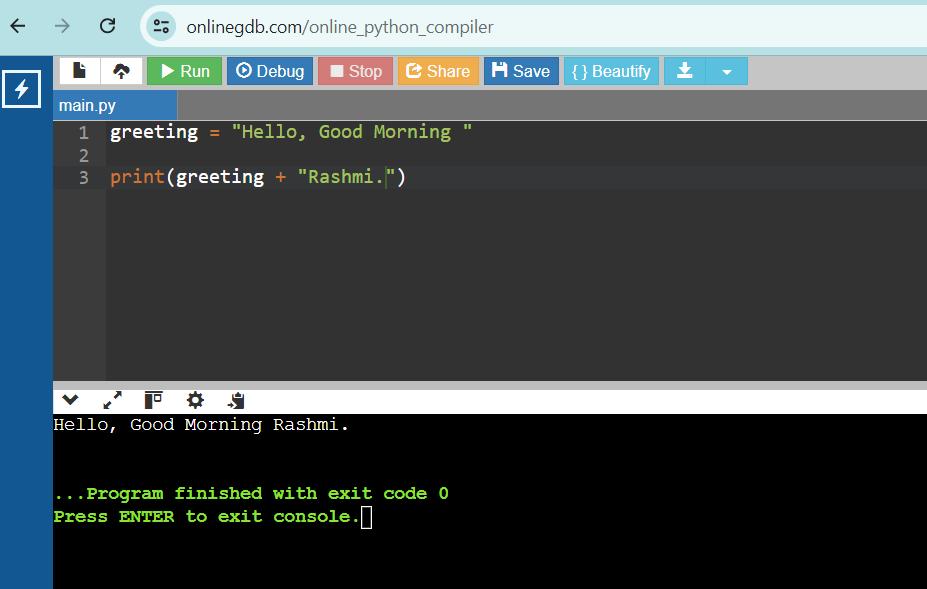 onlinegdb.com/online_python_compiler
Run Debug Stop Share Save { } Beautify
main.py
1 greeting = "Hello, Good Morning "
2
3 print(greeting + "Rashmi.")
Hello, Good Morning Rashmi.
...Program finished with exit code 0
Press ENTER to exit console.